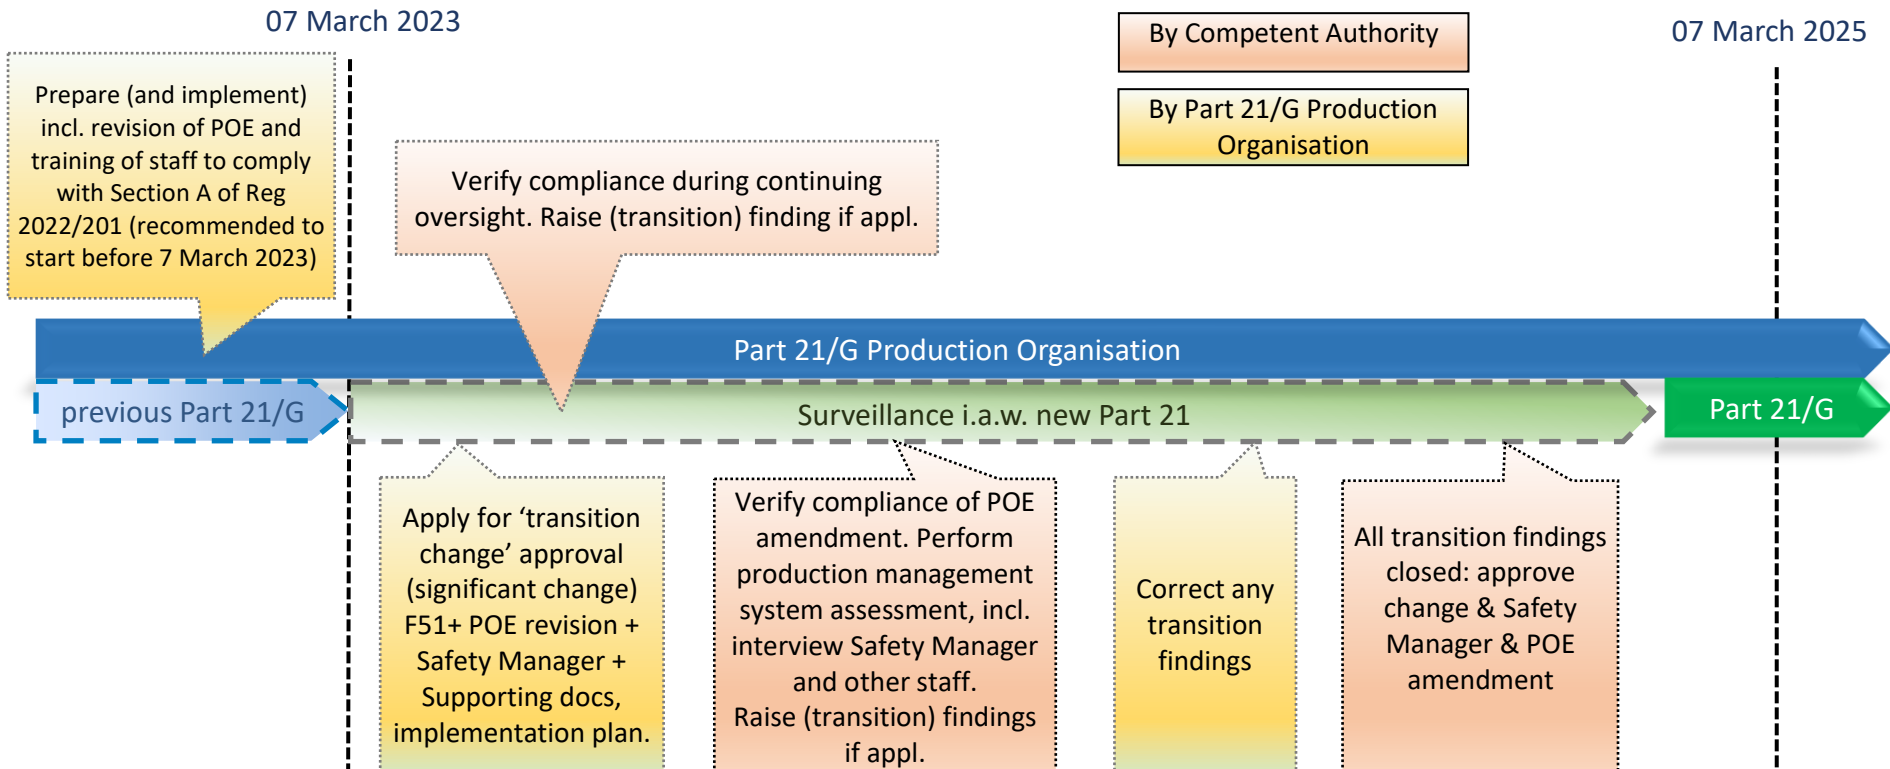 07 March 2023
By Competent Authority
07 March 2025
By Part 21/G Production
Organisation
Prepare (and implement)
incl. revision of POE and
training of staff to comply
with Section A of Reg
2022/201 (recommended to
start before 7 March 2023)
Verify compliance during continuing
oversight. Raise (transition) finding if appl.
Part 21/G Production Organisation
previous Part 21/G
Surveillance i.a.w. new Part 21
Part 21/G
Apply for ‘transition
change’ approval
(significant change)
F51+ POE revision +
Safety Manager +
Supporting docs,
implementation plan.
Verify compliance of POE
amendment. Perform
production management
system assessment, incl.
interview Safety Manager
and other staff.
Raise (transition) findings
if appl.
Correct any
transition
findings
All transition findings
closed: approve
change & Safety
Manager & POE
amendment